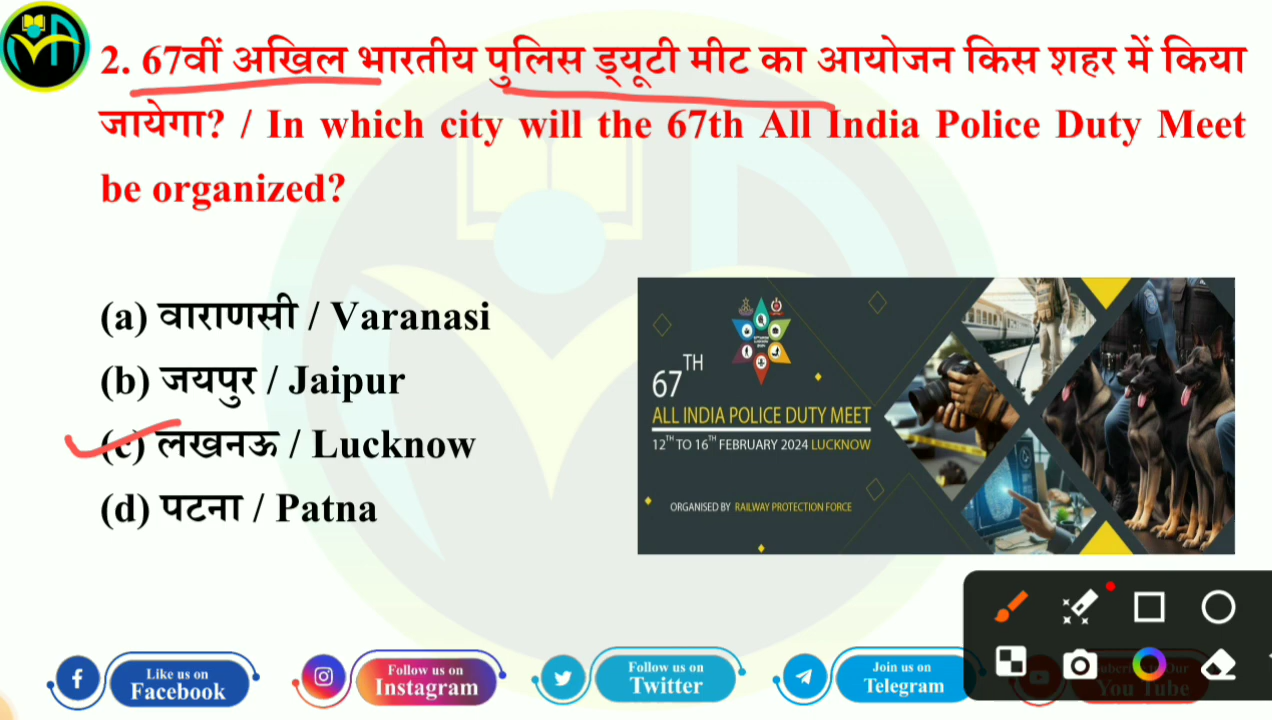 2. 67वीं अखिल भारतीय पुलिस ड्यूटी मीट का आयोजन किस शहर में किया
जायेगा? / In which city will the 67th All India Police Duty Meet
be organized?
(a) वाराणसी / Varanasi
(b) जयपुर / Jaipur
(c) लखनऊ / Lucknow
(d) पटना / Patna
67TH
ALL INDIA POLICE DUTY MEET
12TH TO 16TH FEBRUARY 2024 LUCKNOW
ORGANISED BY RAILWAY PROTECTION FORCE
Like us on
Facebook
Follow us on
Instagram
Follow us on
Twitter
Join us on
Telegram
You Tube